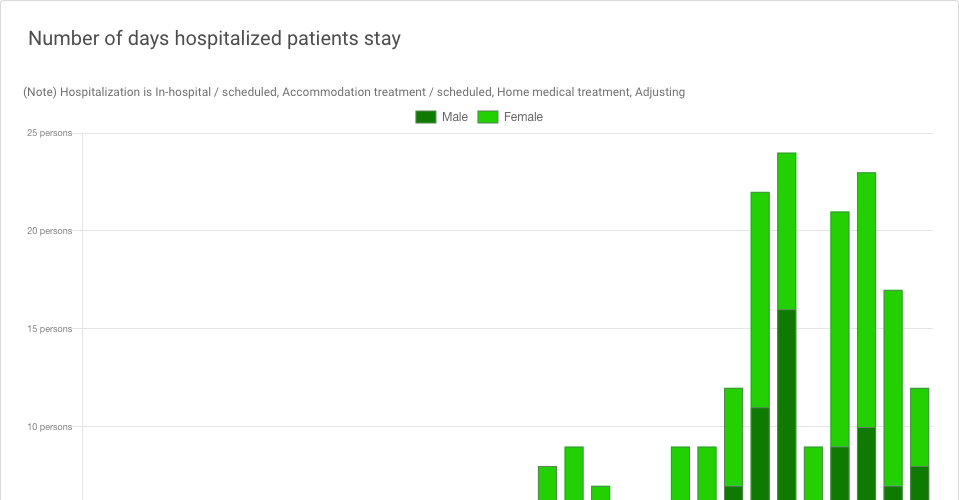 Number of days hospitalized patients stay
(Note) Hospitalization is In-hospital / scheduled, Accommodation treatment / scheduled, Home medical treatment, Adjusting
Male Female
25 persons
20 persons
15 persons
10 persons